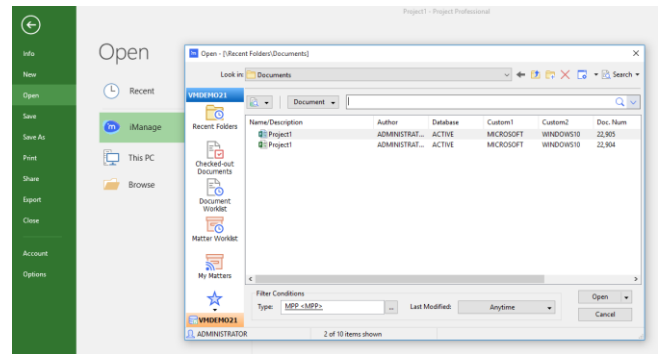 Project1 - Project Professional
Info
New
Open
Save
Save As
Print
Share
Export
Close
Account
Options
Open
Recent
m iManage
This PC
Browse
Open - [\Recent Folders\Documents]
Look in: Documents
Search
VMDEMO21
Document
Recent Folders
Checked-out
Documents
Document
Worklist
Matter Worklist
My Matters
VMDEMO21
Name/Description Author Database Custom1 Custom2 Doc. Num
Project1 ADMINISTRAT... ACTIVE MICROSOFT WINDOWS10 22,905
Project1 ADMINISTRAT... ACTIVE MICROSOFT WINDOWS10 22,904
Filter Conditions
Type: MPP <MPP> ... Last Modified: Anytime
Open
Cancel
ADMINISTRATOR 2 of 10 items shown